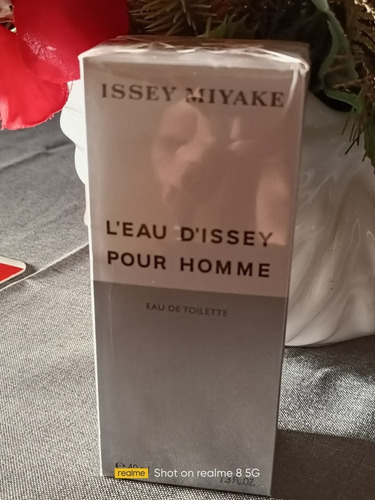 ISSEY MIYAKE
L'EAU D'ISSEY
POUR HOMME
EAU DE TOILETTE
1.3 FL.OZ.
realme Shot on realme 8 5G